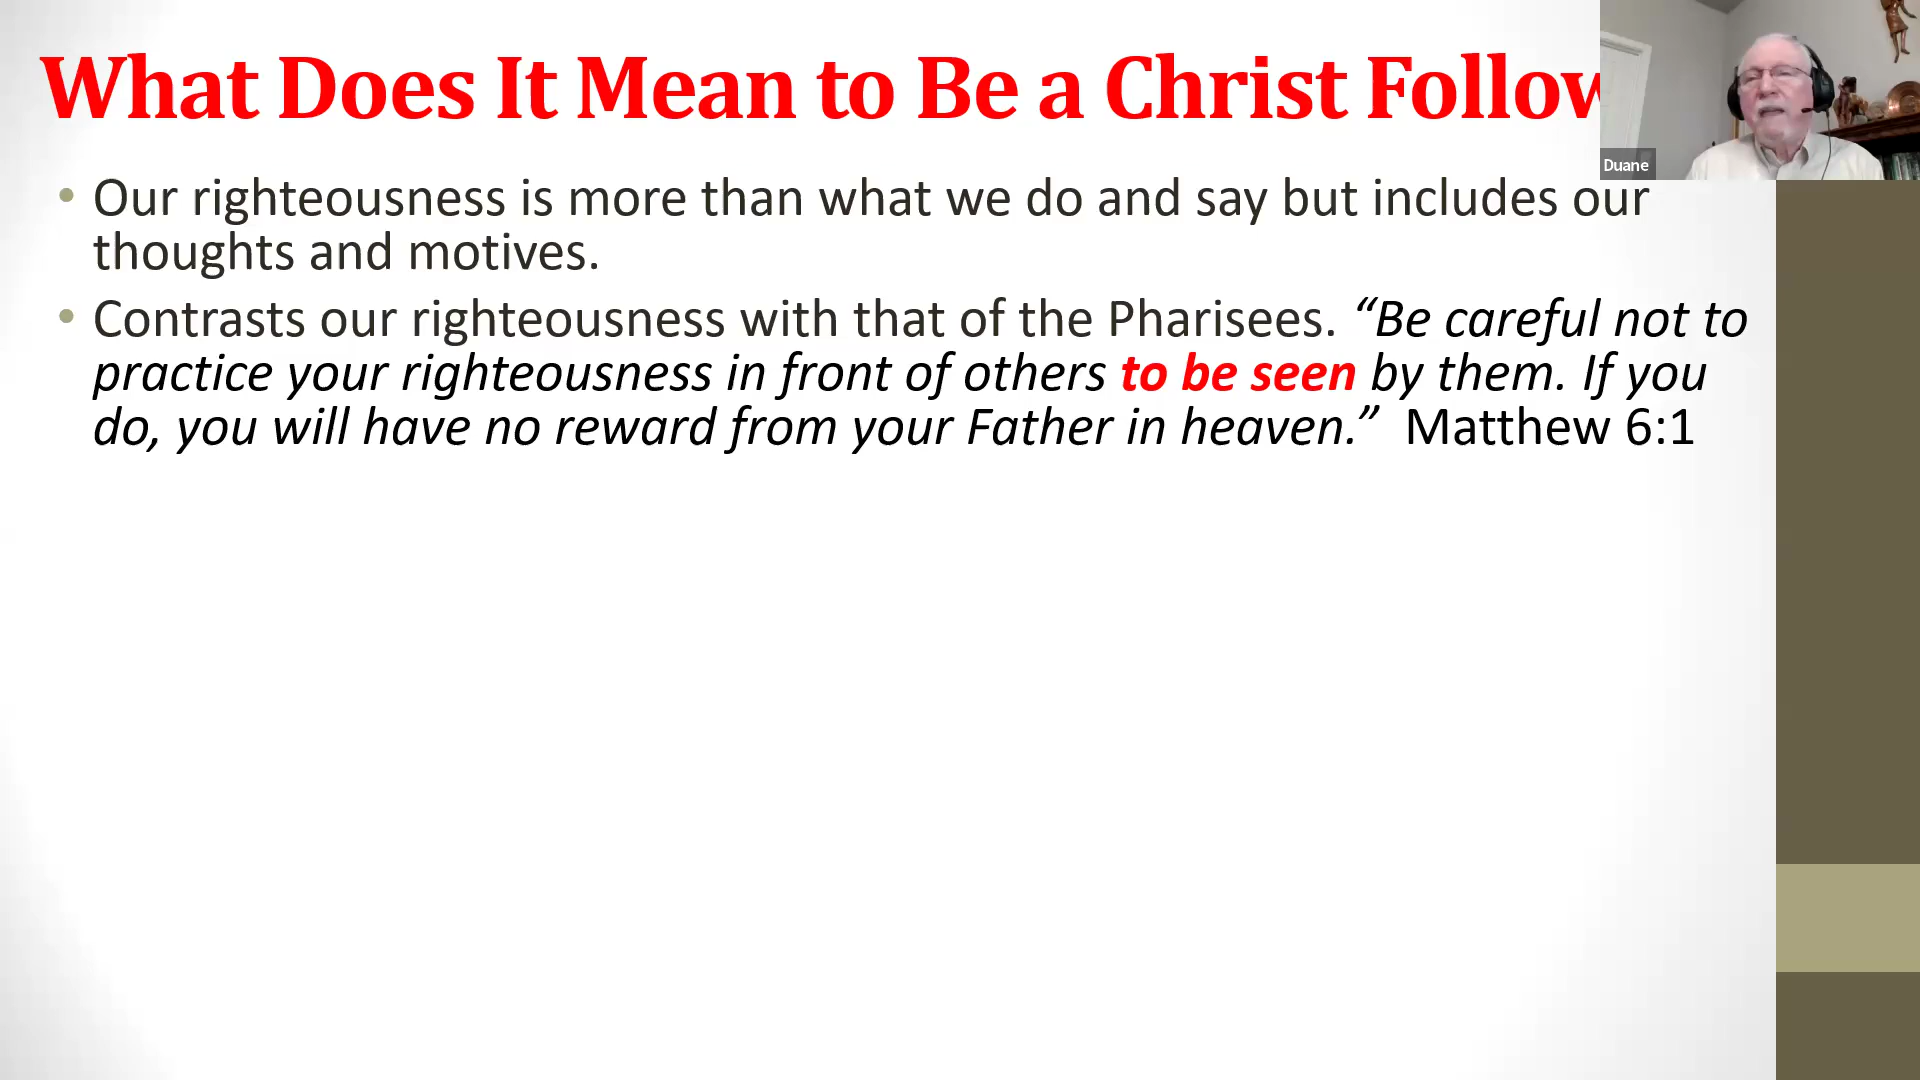 What Does It Mean to Be a Christ Follow
Duane
• Our righteousness is more than what we do and say but includes our
thoughts and motives.
• Contrasts our righteousness with that of the Pharisees. “Be careful not to
practice your righteousness in front of others to be seen by them. If you
do, you will have no reward from your Father in heaven.” Matthew 6:1